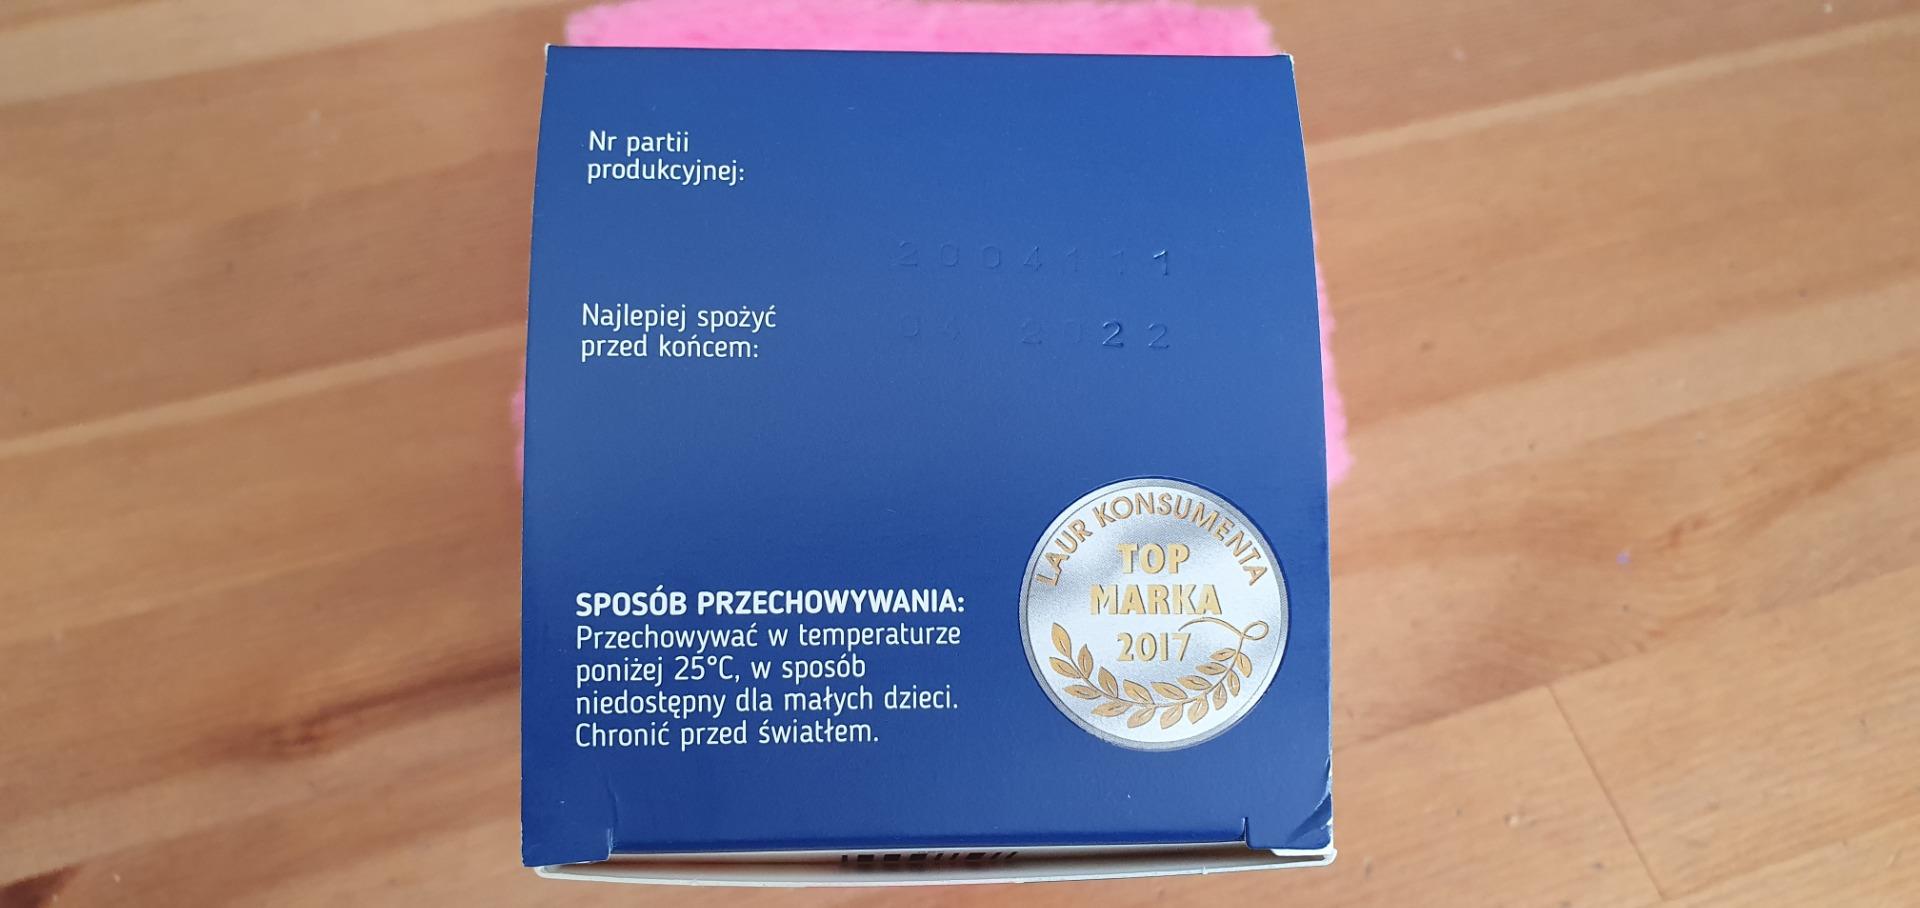 Nr partii
produkcyjnej:
2004111
Najlepiej spożyć
przed końcem:
04 2022
SPOSÓB PRZECHOWYWANIA:
Przechowywać w temperaturze
poniżej 25°C, w sposób
niedostępny dla małych dzieci.
Chronić przed światłem.
LAUR KONSUMENTA
TOP
MARKA
2017